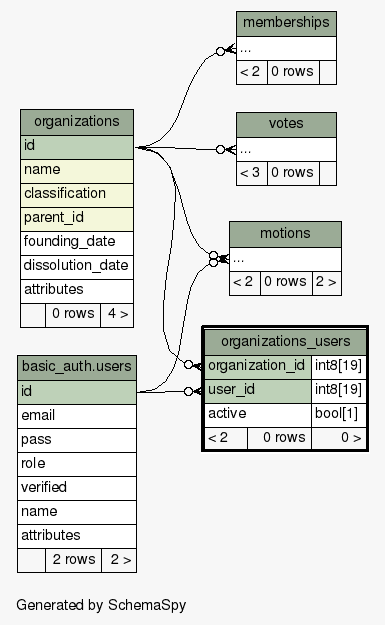 memberships
...
< 2 0 rows
organizations
id
name
classification
parent_id
founding_date
dissolution_date
attributes
0 rows 4 >
votes
...
< 3 0 rows
motions
...
< 2 0 rows 2 >
organizations_users
organization_id int8[19]
user_id int8[19]
active bool[1]
< 2 0 rows 0 >
basic_auth.users
id
email
pass
role
verified
name
attributes
2 rows 2 >
Generated by SchemaSpy